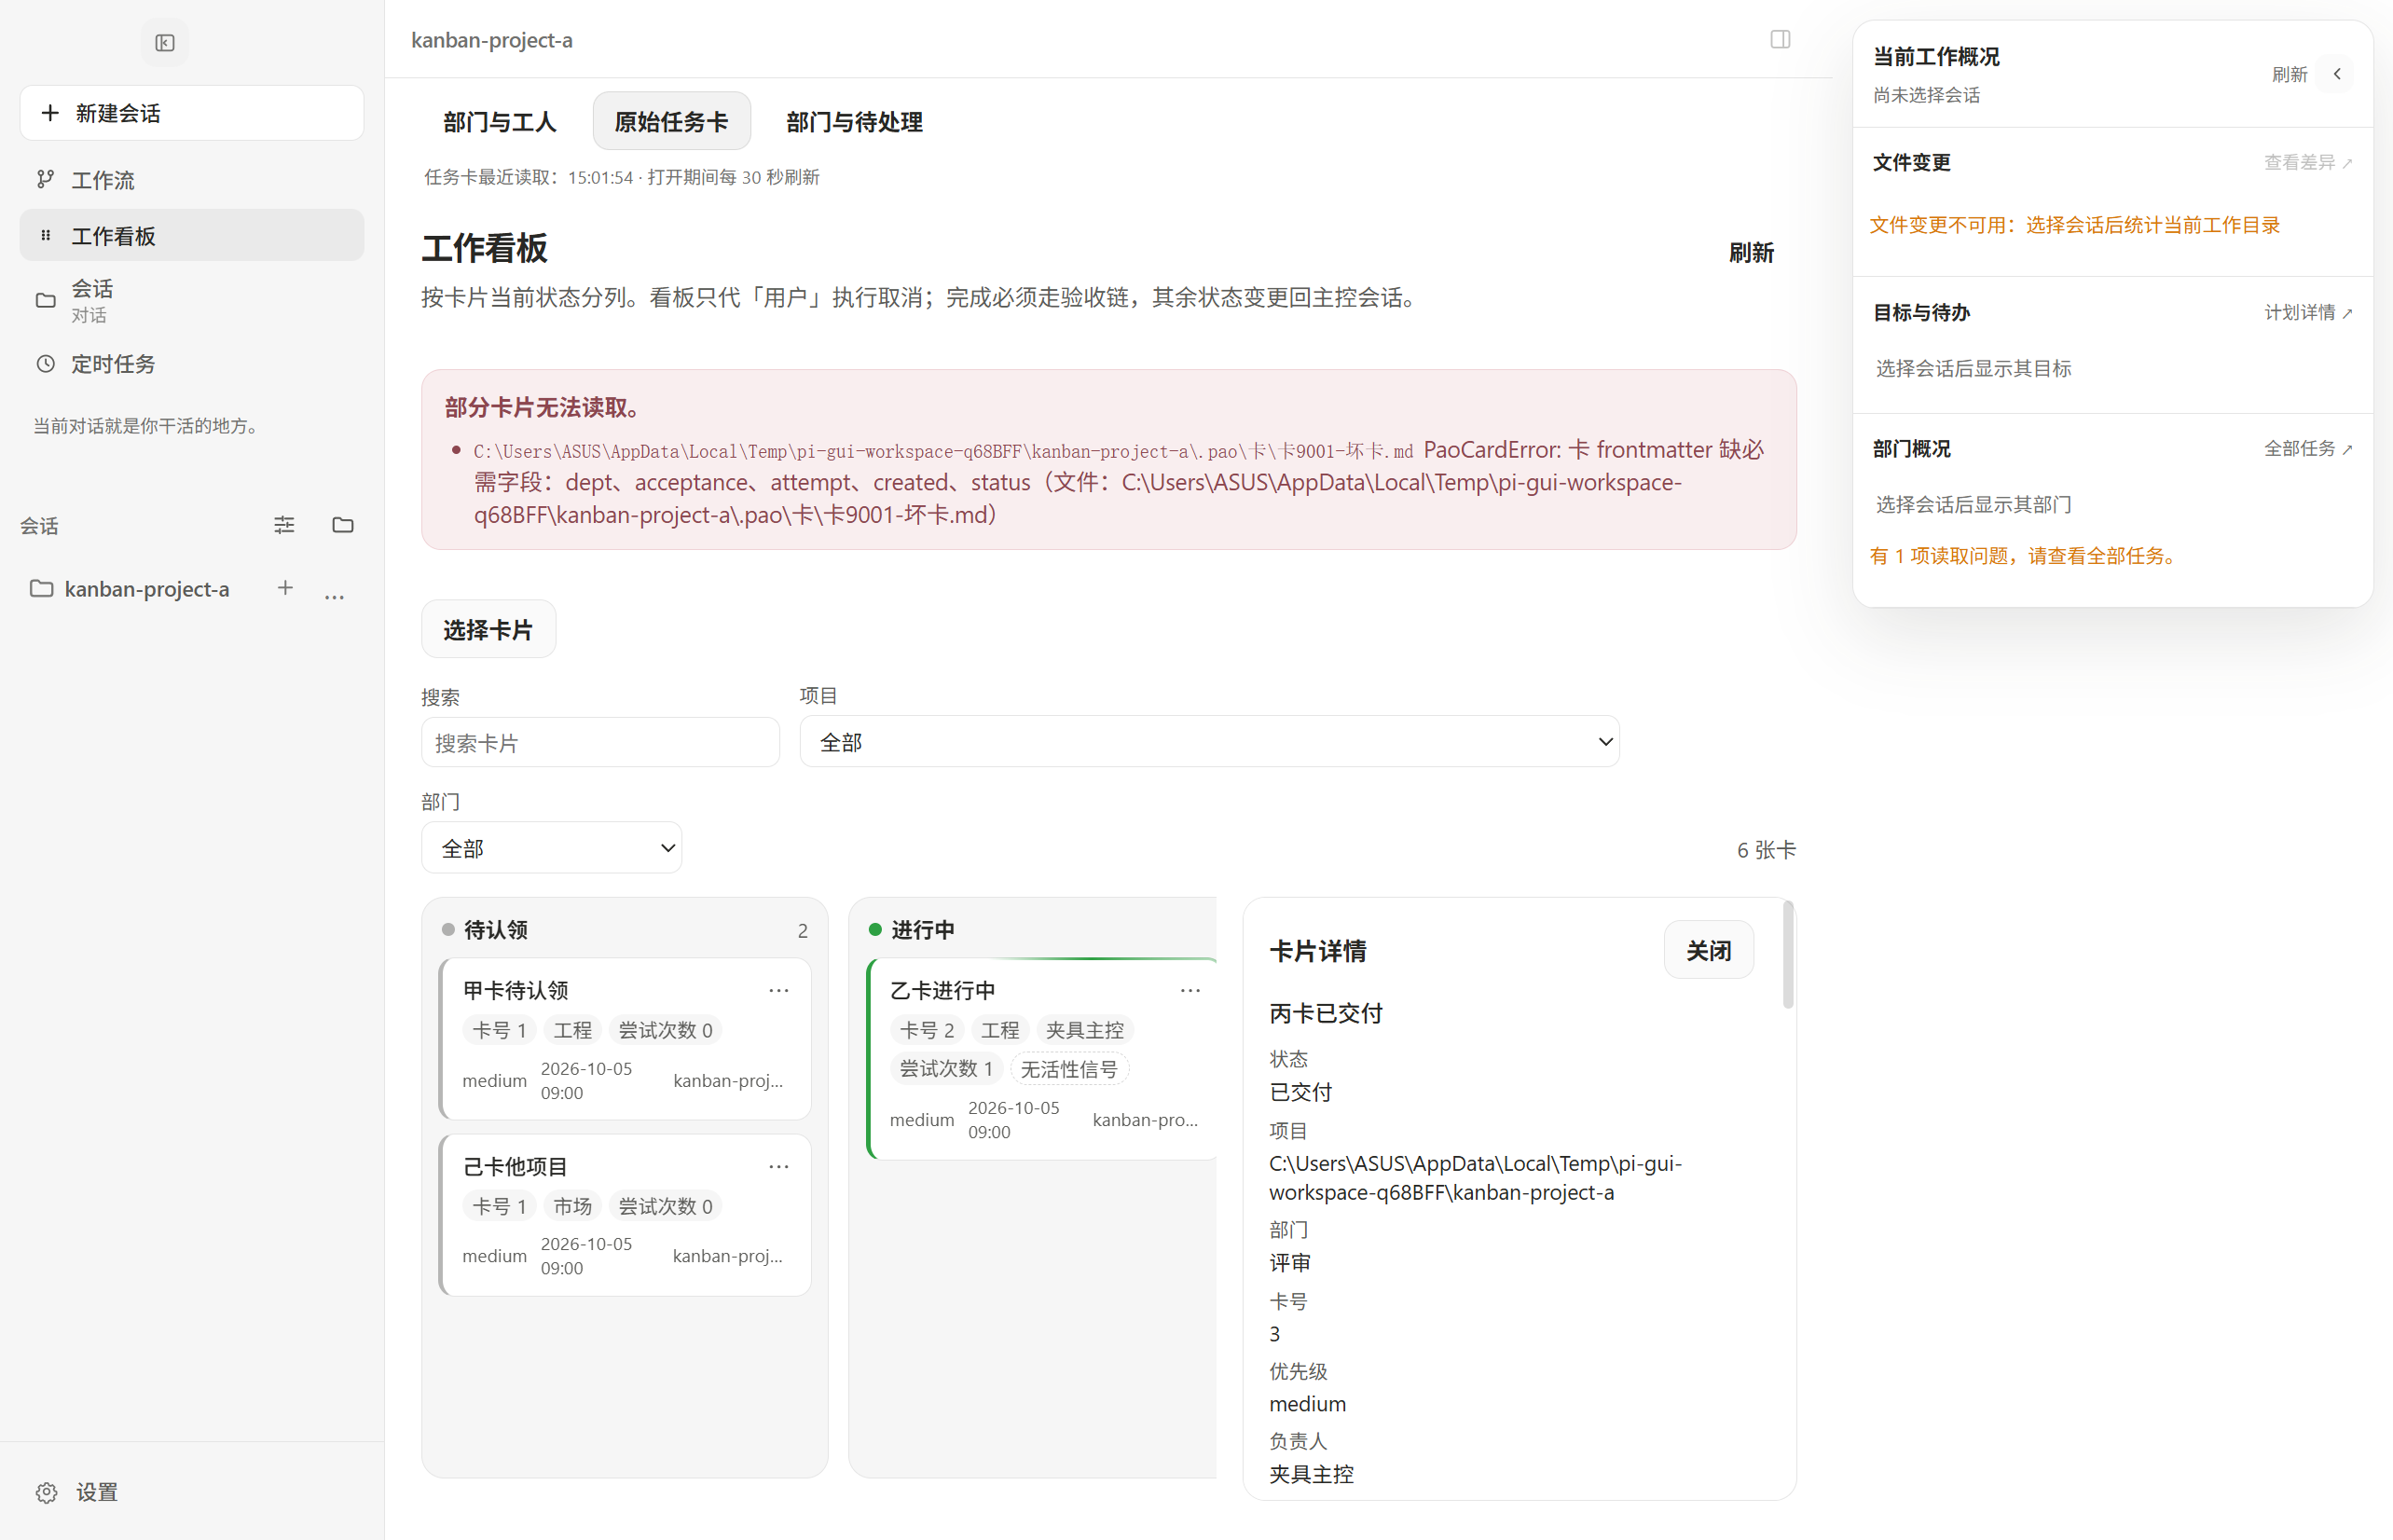 新建会话
工作流
工作看板
会话
对话
定时任务
当前对话就是你干活的地方。
会话
kanban-project-a
设置
kanban-project-a
部门与工人
原始任务卡
部门与待处理
任务卡最近读取：15:01:54 · 打开期间每 30 秒刷新
工作看板
刷新
按卡片当前状态分列。看板只代「用户」执行取消；完成必须走验收链，其余状态变更回主控会话。
部分卡片无法读取。
C:\Users\ASUS\AppData\Local\Temp\pi-gui-workspace-q68BFF\kanban-project-a\.pao\卡\卡9001-坏卡.md PaoCardError: 卡 frontmatter 缺必
需字段：dept、acceptance、attempt、created、status（文件：C:\Users\ASUS\AppData\Local\Temp\pi-gui-workspace-
q68BFF\kanban-project-a\.pao\卡\卡9001-坏卡.md）
选择卡片
搜索
搜索卡片
项目
全部
部门
全部
6 张卡
待认领
2
甲卡待认领
卡号 1
工程
尝试次数 0
medium
2026-10-05
09:00
kanban-proj...
己卡他项目
卡号 1
市场
尝试次数 0
medium
2026-10-05
09:00
kanban-proj...
进行中
乙卡进行中
卡号 2
工程
夹具主控
尝试次数 1
无活性信号
medium
2026-10-05
09:00
kanban-pro...
卡片详情
关闭
丙卡已交付
状态
已交付
项目
C:\Users\ASUS\AppData\Local\Temp\pi-gui-
workspace-q68BFF\kanban-project-a
部门
评审
卡号
3
优先级
medium
负责人
夹具主控
当前工作概况
尚未选择会话
刷新
文件变更
查看差异
文件变更不可用：选择会话后统计当前工作目录
目标与待办
计划详情
选择会话后显示其目标
部门概况
全部任务
选择会话后显示其部门
有 1 项读取问题，请查看全部任务。